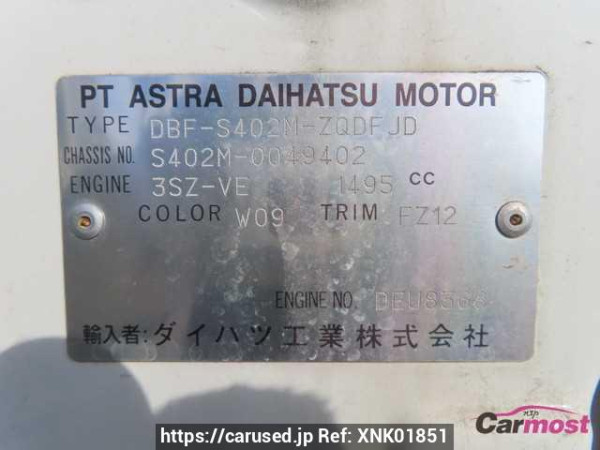 PT ASTRA DAIHATSU MOTOR
TYPE DBF-S402M-ZQDFJD
CHASSIS NO. S402M-0049402
ENGINE 3SZ-VE 1495 CC
COLOR W09 TRIM FZ12
ENGINE NO.
輸入者: ダイハツ工業株式会社
Carmost
https://carused.jp Ref: XNK01851